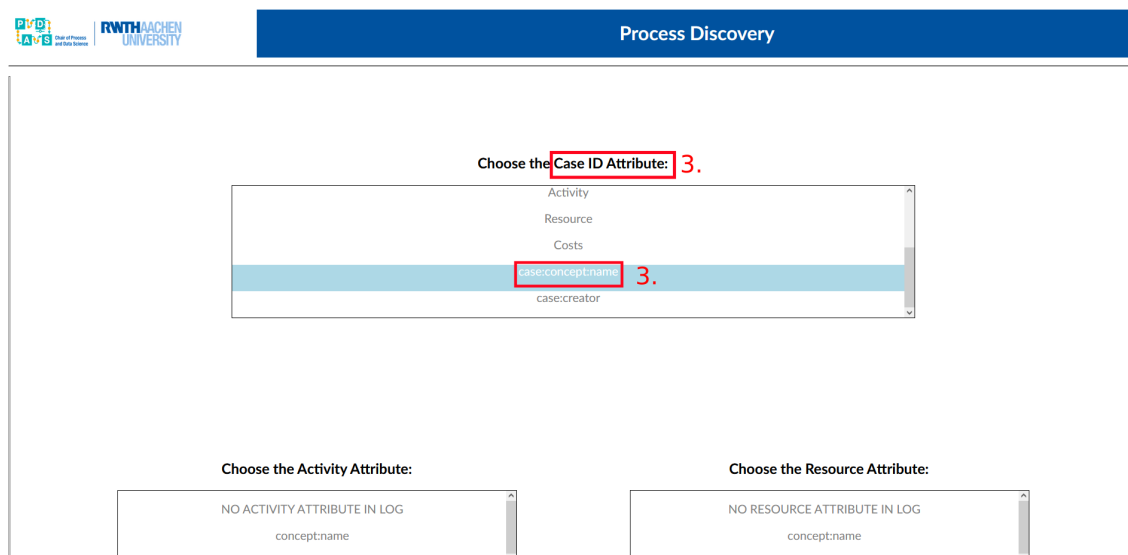 P D
A S
Chair of Process
and Data Science
RWTHAACHEN
UNIVERSITY
Process Discovery
Choose the Case ID Attribute: 3.
Activity
Resource
Costs
case:concept:name 3.
case:creator
Choose the Activity Attribute:
NO ACTIVITY ATTRIBUTE IN LOG
concept:name
Choose the Resource Attribute:
NO RESOURCE ATTRIBUTE IN LOG
concept:name